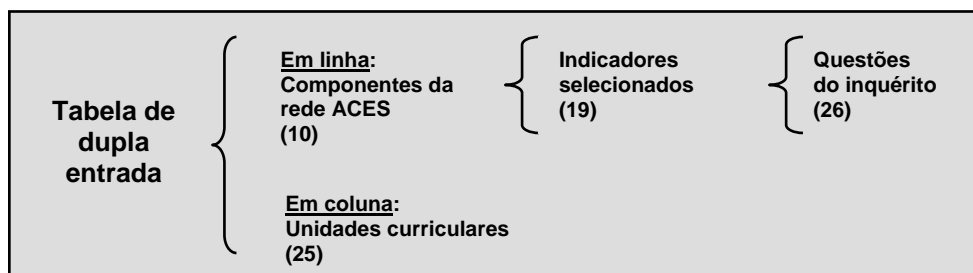 Tabela de
dupla
entrada
Em linha:
Componentes da
rede ACES
(10)
Indicadores
selecionados
(19)
Questões
do inquérito
(26)
Em coluna:
Unidades curriculares
(25)